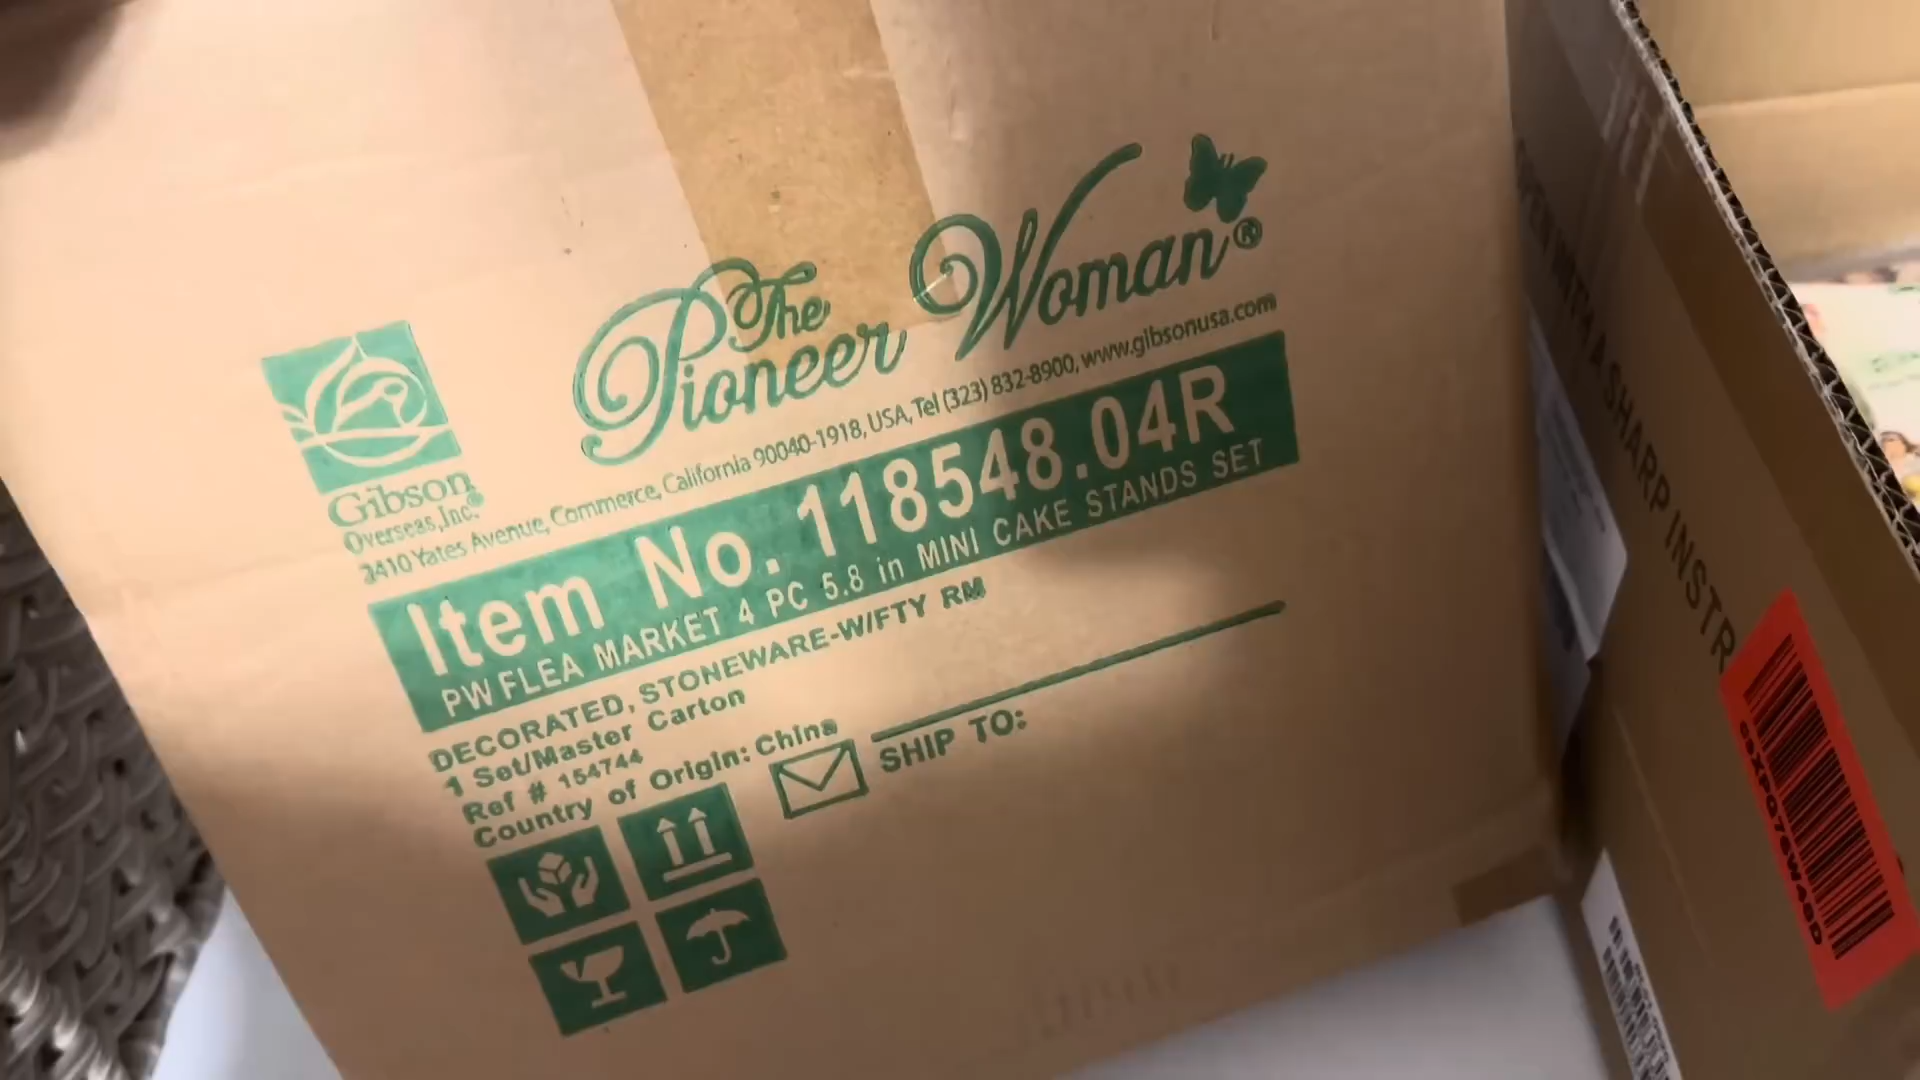 The
Pioneer Woman®
Gibson®
Overseas, Inc.
2410 Yates Avenue, Commerce, California 90040-1918, USA, Tel (323) 832-8900, www.gibsonusa.com
Item No. 118548.04R
PW FLEA MARKET 4 PC 5.8 in MINI CAKE STANDS SET
DECORATED, STONEWARE-W/FTY RM
1 Set/Master Carton
Ref # 154744
Country of Origin: China
SHIP TO:
A SHARP INSTR